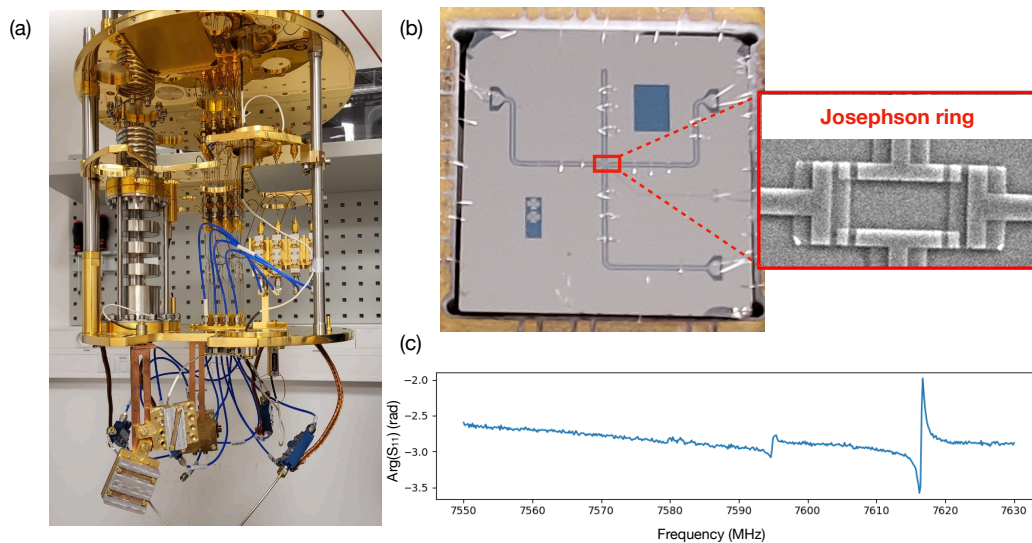 (a)
(b)
Josephson ring
(c)
Arg(S₁₁) (rad)
−2.0
−2.5
−3.0
−3.5
7550 7560 7570 7580 7590 7600 7610 7620 7630
Frequency (MHz)